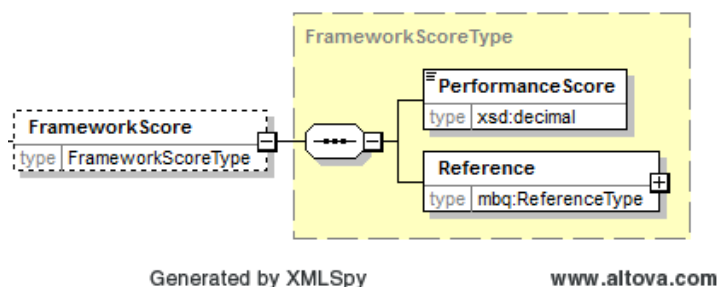 FrameworkScoreType
PerformanceScore
type xsd:decimal
FrameworkScore
type FrameworkScoreType
Reference
type mbq:ReferenceType
Generated by XMLSpy www.altova.com